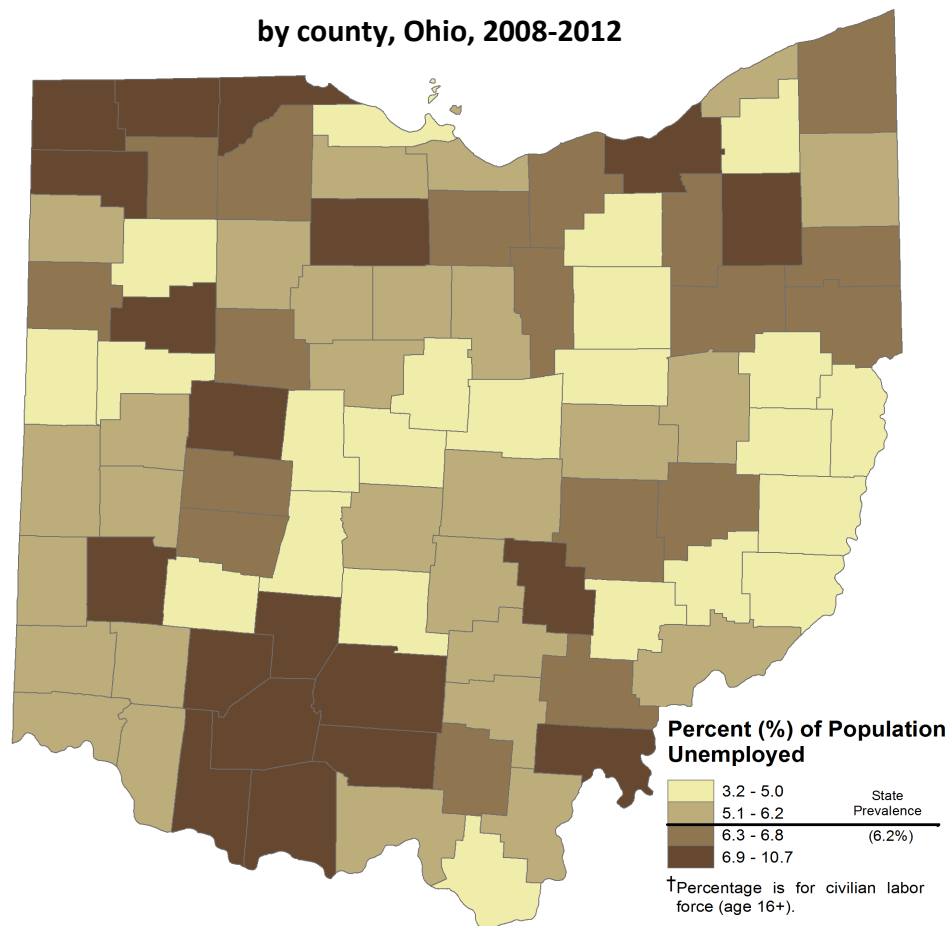 by county, Ohio, 2008-2012
Percent (%) of Population
Unemployed
3.2 - 5.0
5.1 - 6.2
6.3 - 6.8
6.9 - 10.7
State
Prevalence
(6.2%)
†Percentage is for civilian labor
force (age 16+).